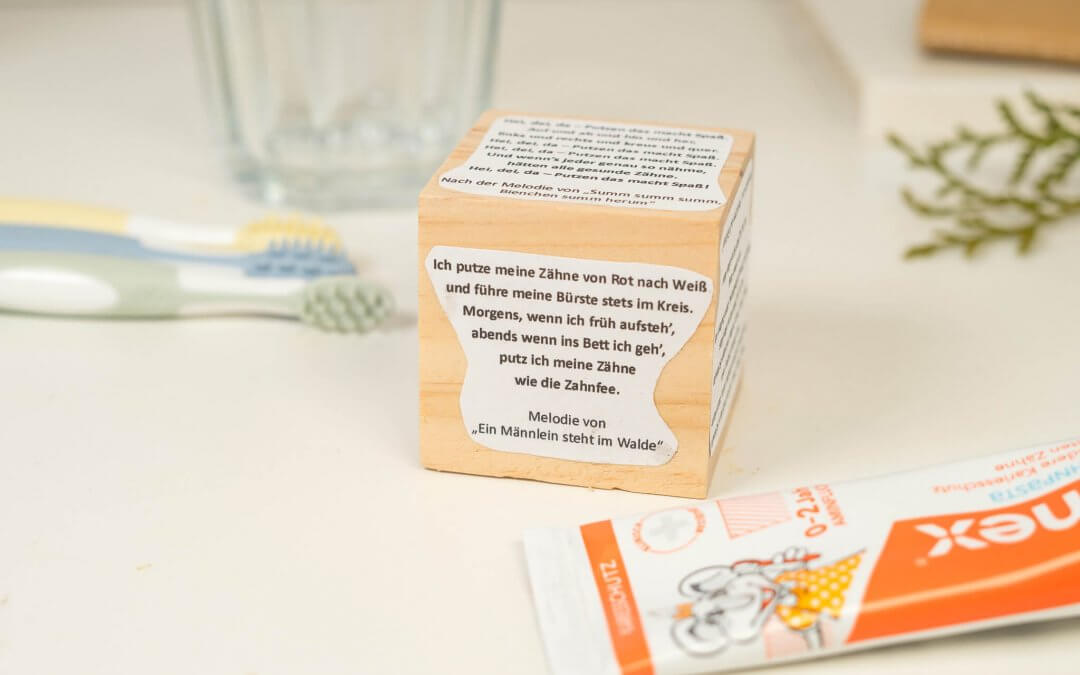 Hei, dei, da – Putzen das macht Spaß.
Auf und ab und hin und her,
links und rechts und kreus und quer.
Hei, dei, da – Putzen das macht Spaß.
Hei, dei, da – Putzen das macht Spaß.
Und wenn's jeder genau so nähme,
hätten alle gesunde Zähne.
Hei, dei, da – Putzen das macht Spaß!
Nach der Melodie von „Summ summ summ,
Bienchen summ herum"
Ich putze meine Zähne von Rot nach Weiß
und führe meine Bürste stets im Kreis.
Morgens, wenn ich früh aufsteh',
abends wenn ins Bett ich geh',
putz ich meine Zähne
wie die Zahnfee.
Melodie von
„Ein Männlein steht im Walde"
nex
0-2 Jah